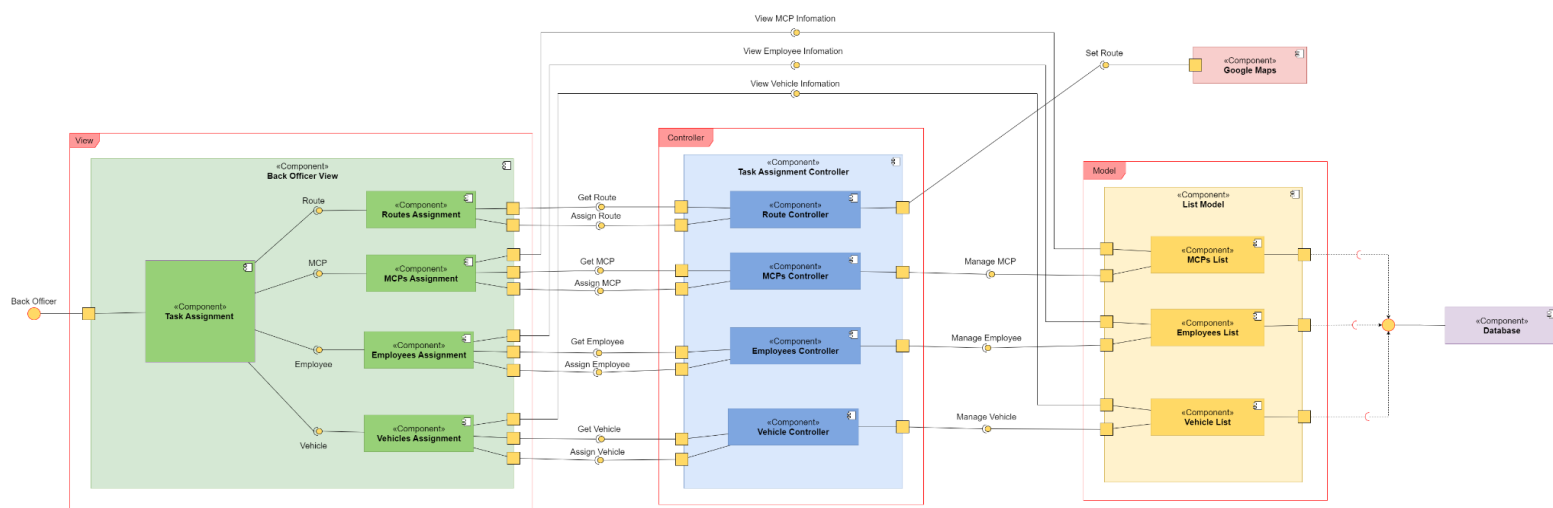 View MCP Infomation
View Employee Infomation
View Vehicle Infomation
Set Route
«Component»
Google Maps
View
«Component»
Back Officer View
Route
«Component»
Routes Assignment
MCP
«Component»
MCPs Assignment
Back Officer
«Component»
Task Assignment
Employee
«Component»
Employees Assignment
Vehicle
«Component»
Vehicles Assignment
Get Route
Assign Route
Get MCP
Assign MCP
Get Employee
Assign Employee
Get Vehicle
Assign Vehicle
Controller
«Component»
Task Assignment Controller
«Component»
Route Controller
«Component»
MCPs Controller
«Component»
Employees Controller
«Component»
Vehicle Controller
Manage MCP
Manage Employee
Manage Vehicle
Model
«Component»
List Model
«Component»
MCPs List
«Component»
Employees List
«Component»
Vehicle List
«Component»
Database